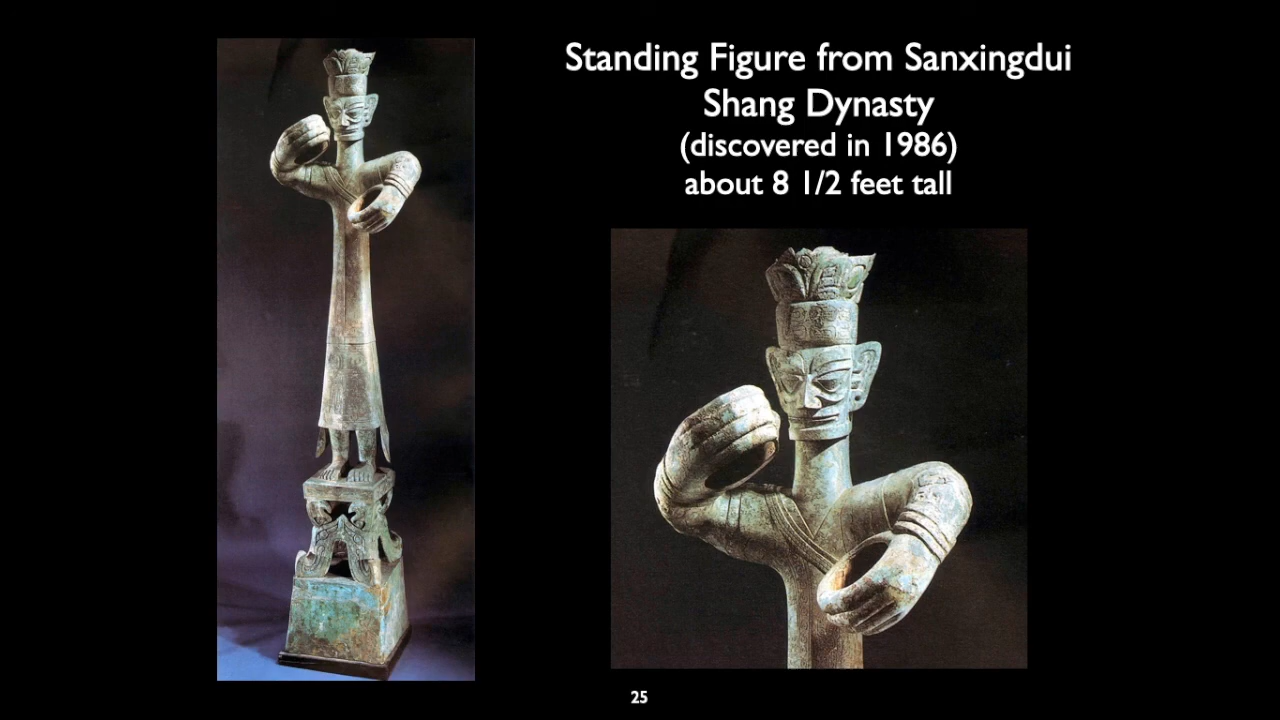 Standing Figure from Sanxingdui
Shang Dynasty
(discovered in 1986)
about 8 1/2 feet tall
25